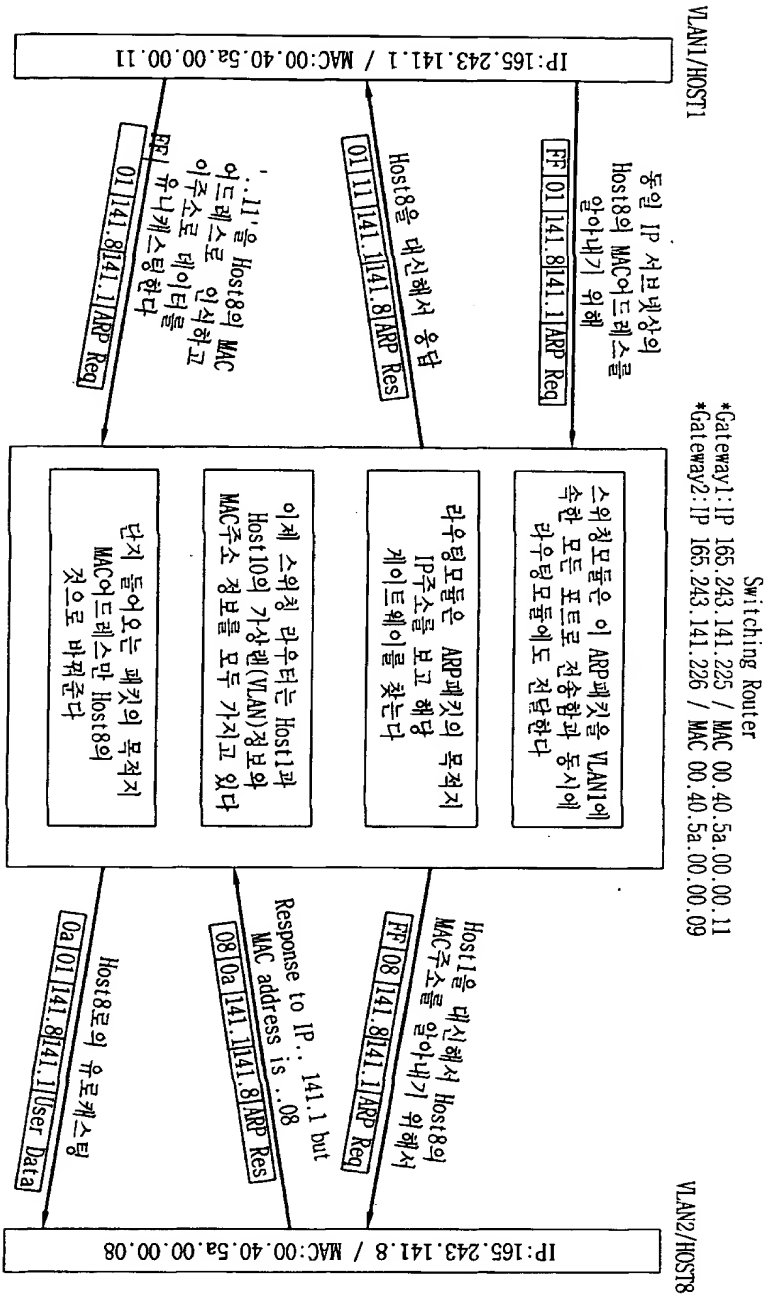 Switching Router
*Gateway1:IP 165.243.141.225 / MAC 00.40.5a.00.00.11
*Gateway2:IP 165.243.141.226 / MAC 00.40.5a.00.00.09
VLAN1/HOST1
IP:165.243.141.1 / MAC:00.40.5a.00.00.11
VLAN2/HOST8
IP:165.243.141.8 / MAC:00.40.5a.00.00.08
동일 IP 서브넷상의
Host8의 MAC어드레스를
알아내기 위해
FF 01 141.8 141.1 ARP Req
스위칭모듈은 이 ARP패킷을 VLAN1에
속한 모든 포트로 전송함과 동시에
라우팅모듈에도 전달한다
라우팅모듈은 ARP패킷의 목적지
IP주소를 보고 해당
게이트웨이를 찾는다
Host1을 대신해서 Host8의
MAC주소를 알아내기 위해서
FF 08 141.8 141.1 ARP Req
Response to IP.. 141.1 but
MAC address is ..08
08 0a 141.1 141.8 ARP Res
이제 스위칭 라우터는 Host1과
Host10의 가상랜(VLAN)정보와
MAC주소 정보를 모두 가지고 있다
Host8을 대신해서 응답
01 11 141.1 141.8 ARP Res
'..11'을 Host8의 MAC
어드레스로 인식하고
이주소로 데이터를
유니캐스팅한다
FF 01 141.8 141.1 ARP Req
단지 들어오는 패킷의 목적지
MAC어드레스만 Host8의
것으로 바꿔준다
Host8로의 유로캐스팅
0a 01 141.8 141.1 User Data